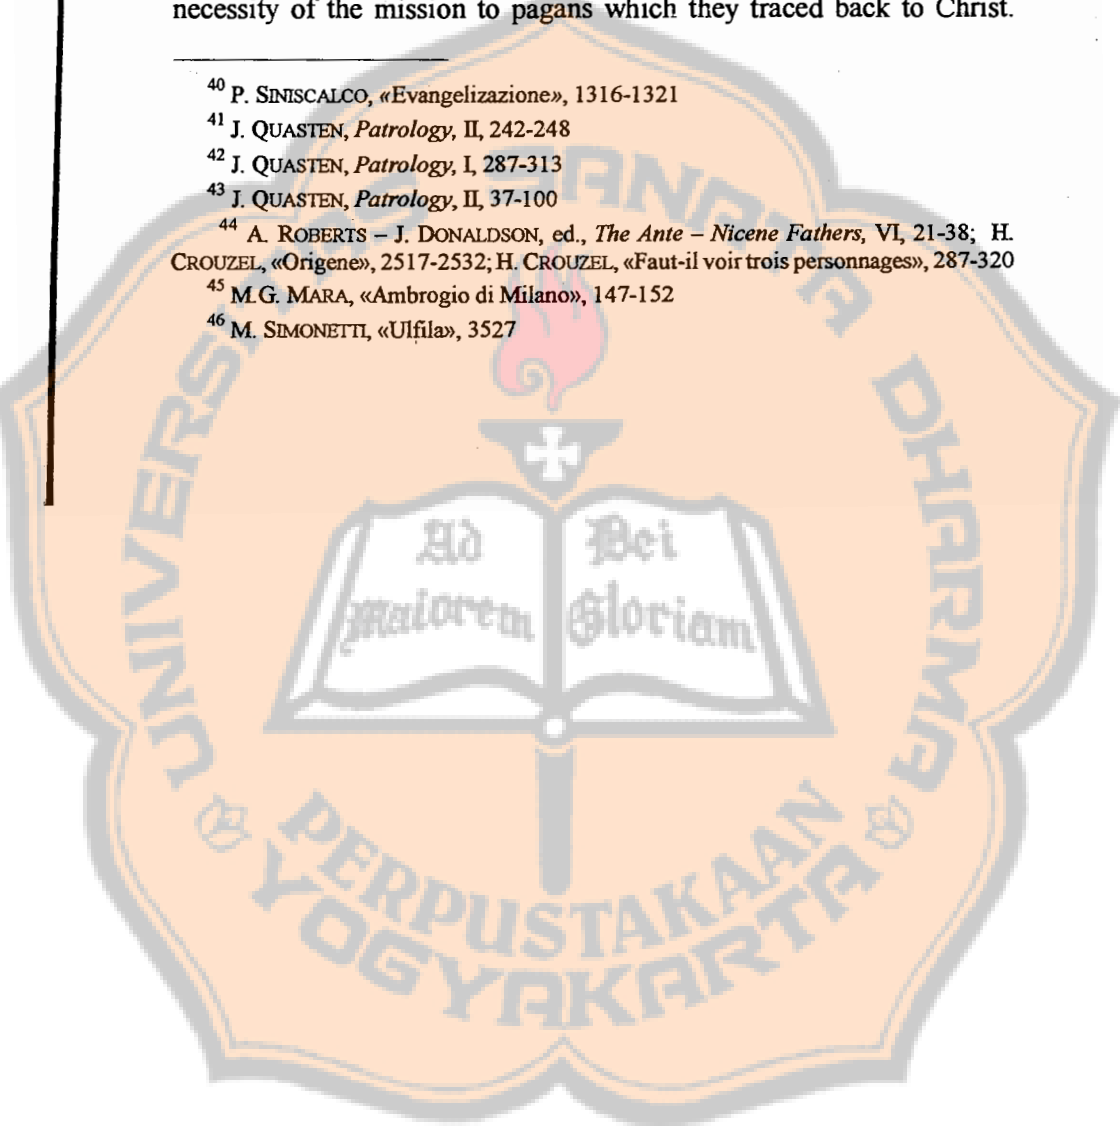 necessity of the mission to pagans which they traced back to Christ.
40 P. SINISCALCO, «Evangelizazione», 1316-1321
41 J. QUASTEN, Patrology, II, 242-248
42 J. QUASTEN, Patrology, I, 287-313
43 J. QUASTEN, Patrology, II, 37-100
44 A. ROBERTS – J. DONALDSON, ed., The Ante – Nicene Fathers, VI, 21-38; H.
CROUZEL, «Origene», 2517-2532; H. CROUZEL, «Faut-il voir trois personnages», 287-320
45 M.G. MARA, «Ambrogio di Milano», 147-152
46 M. SIMONETTI, «Ulfila», 3527
UNIVERSITAS SANATA DHARMA
Ad Dei
maiorem Gloriam
PERPUSTAKAAN
YOGYAKARTA